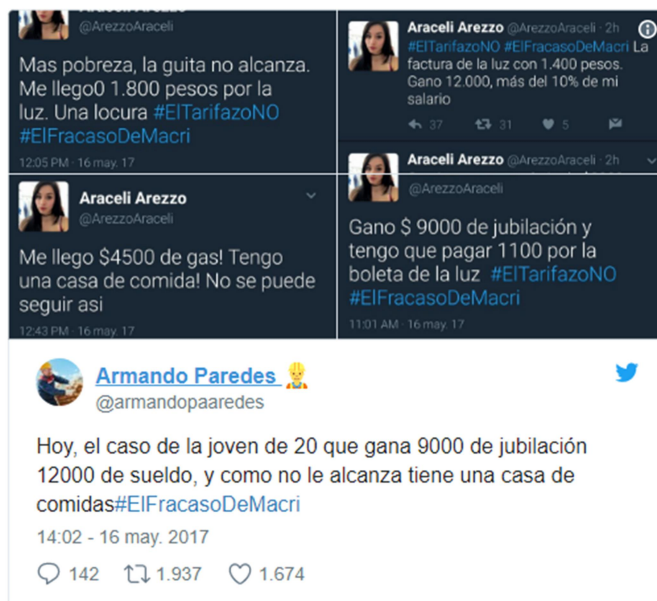 @ArezzoAraceli
Mas pobreza, la guita no alcanza.
Me llego0 1.800 pesos por la
luz. Una locura #ElTarifazoNO
#ElFracasoDeMacri
12:05 PM · 16 may. 17
Araceli Arezzo @ArezzoAraceli · 2h
#ElTarifazoNO #ElFracasoDeMacri La
factura de la luz con 1.400 pesos.
Gano 12.000, más del 10% de mi
salario
37 31 5
Araceli Arezzo @ArezzoAraceli · 2h
Araceli Arezzo
@ArezzoAraceli
Me llego $4500 de gas! Tengo
una casa de comida! No se puede
seguir asi
12:43 PM · 16 may. 17
@ArezzoAraceli
Gano $ 9000 de jubilación y
tengo que pagar 1100 por la
boleta de la luz #ElTarifazoNO
#ElFracasoDeMacri
11:01 AM · 16 may. 17
Armando Paredes
@armandopaaredes
Hoy, el caso de la joven de 20 que gana 9000 de jubilación
12000 de sueldo, y como no le alcanza tiene una casa de
comidas#ElFracasoDeMacri
14:02 - 16 may. 2017
142 1.937 1.674